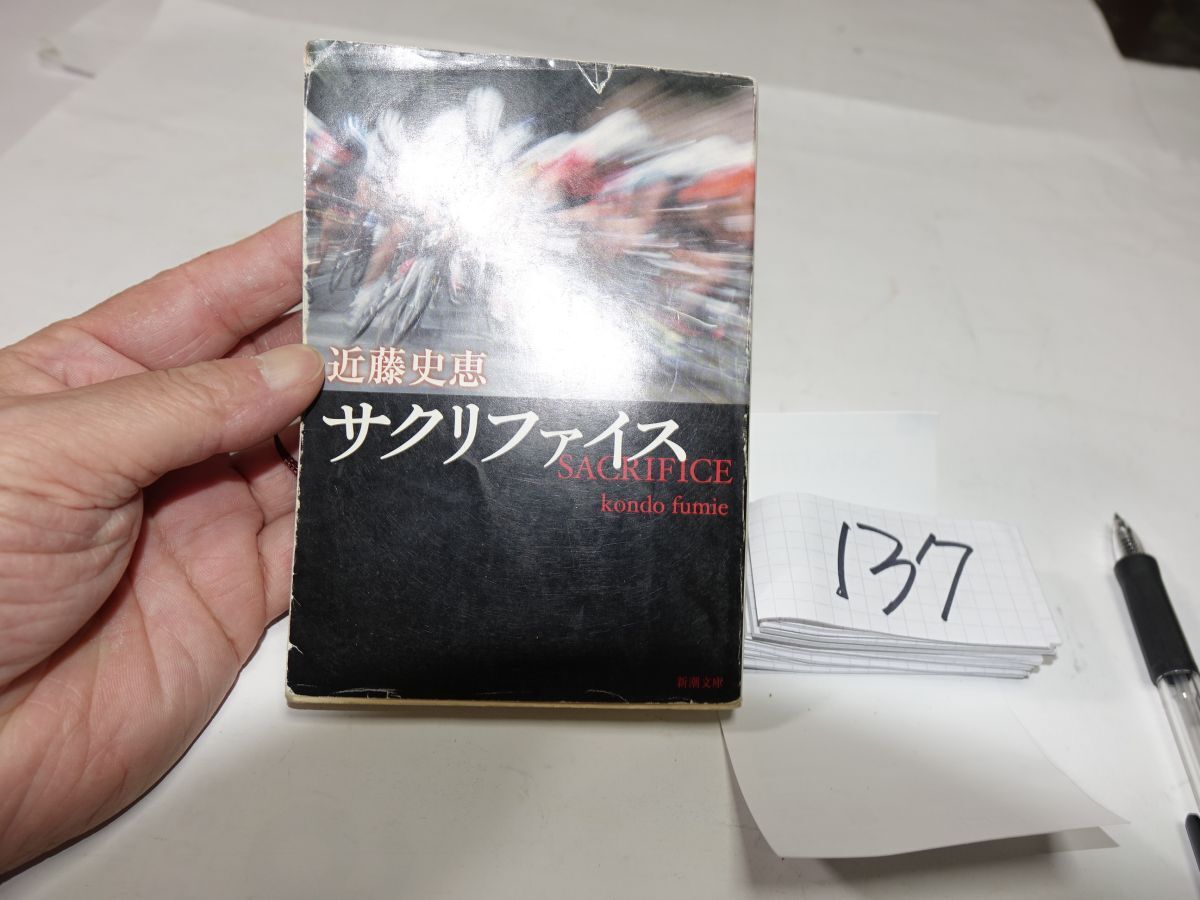 近藤史恵
サクリファイス
SACRIFICE
kondo fumie
新潮文庫
137